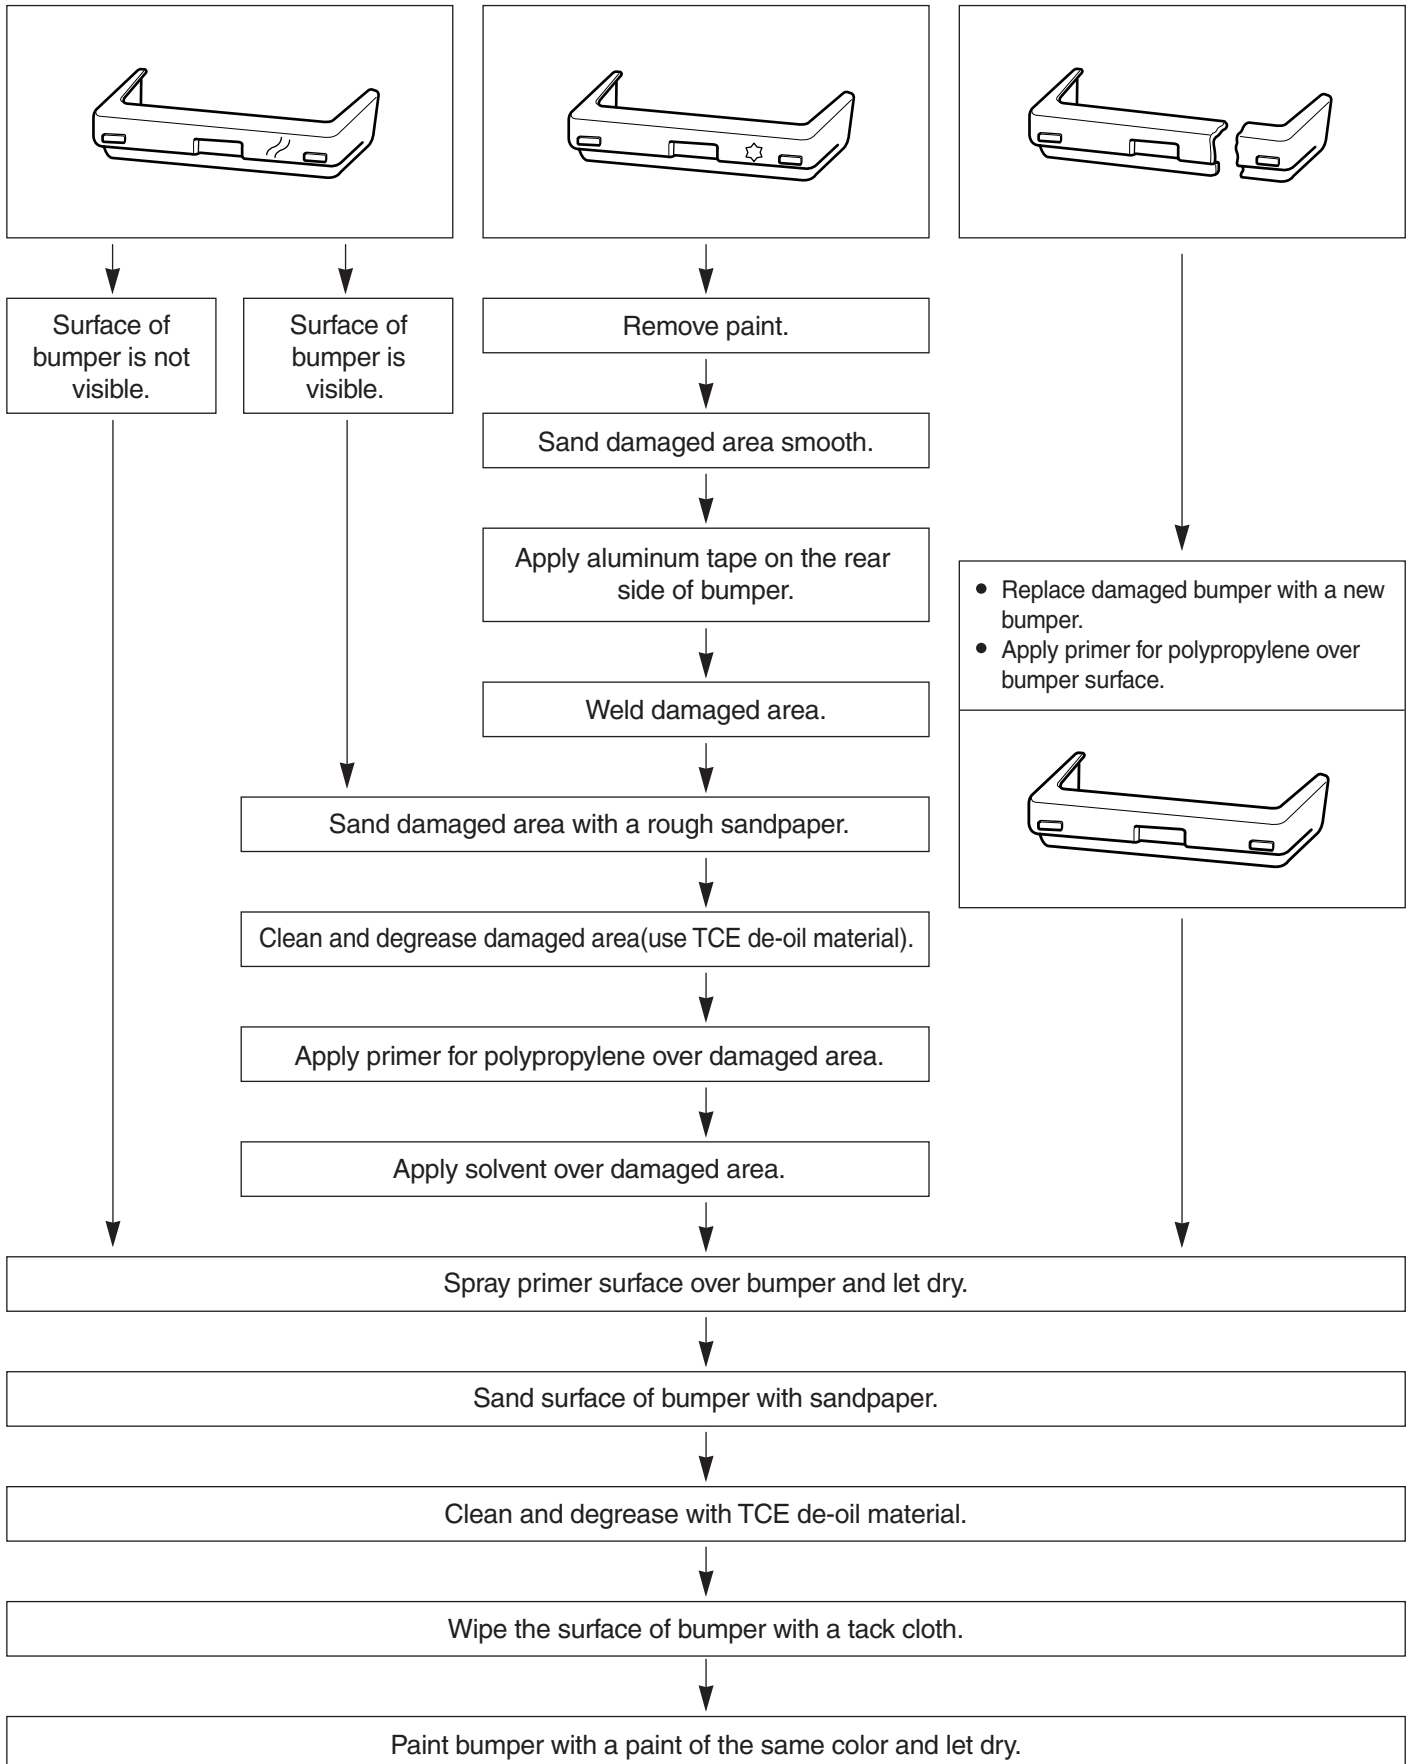 Surface of
bumper is not
visible.
Surface of
bumper is
visible.
Remove paint.
Sand damaged area smooth.
Apply aluminum tape on the rear
side of bumper.
Weld damaged area.
● Replace damaged bumper with a new
bumper.
● Apply primer for polypropylene over
bumper surface.
Sand damaged area with a rough sandpaper.
Clean and degrease damaged area(use TCE de-oil material).
Apply primer for polypropylene over damaged area.
Apply solvent over damaged area.
Spray primer surface over bumper and let dry.
Sand surface of bumper with sandpaper.
Clean and degrease with TCE de-oil material.
Wipe the surface of bumper with a tack cloth.
Paint bumper with a paint of the same color and let dry.